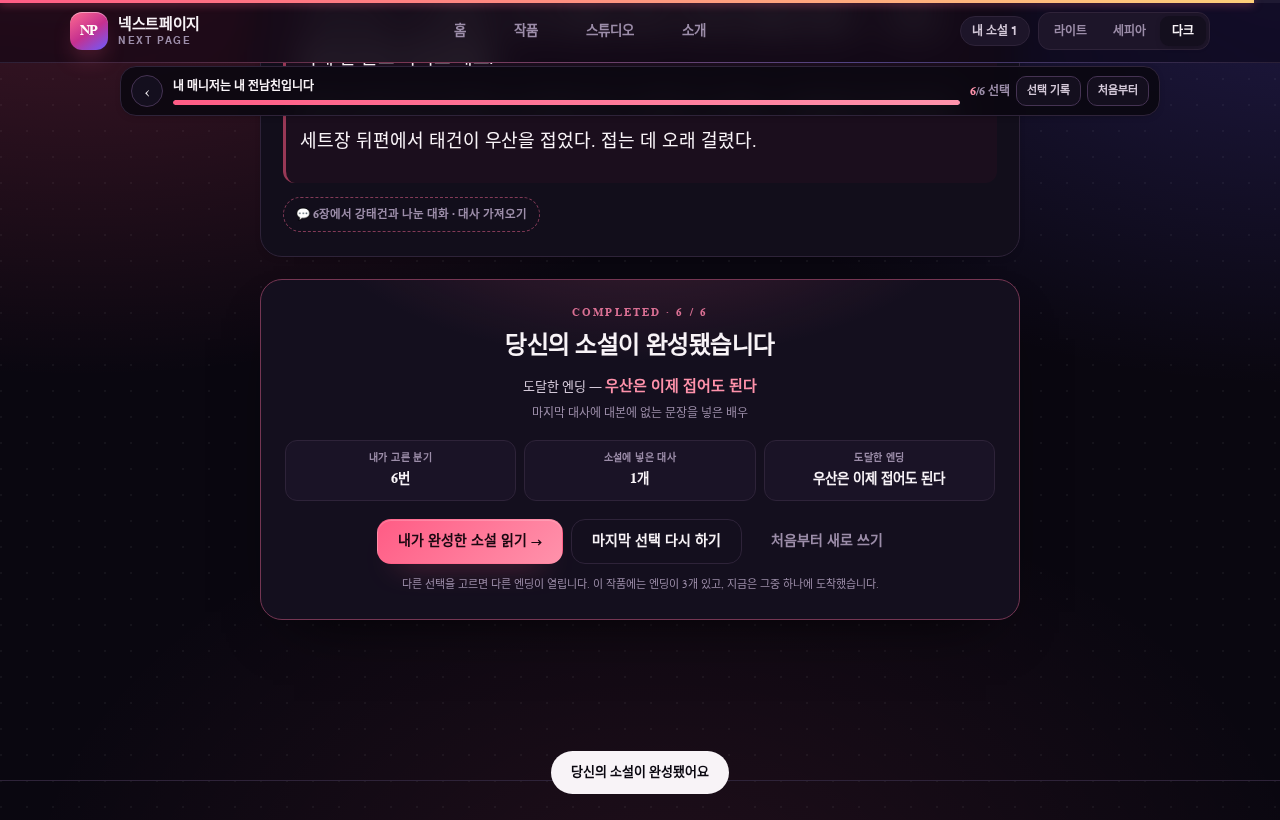 NP
넥스트페이지
NEXT PAGE
홈
작품
스튜디오
소개
내 소설 1
라이트
세피아
다크
‹
내 매니저는 내 전남친입니다
6/6 선택
선택 기록
처음부터
세트장 뒤편에서 태건이 우산을 접었다. 접는 데 오래 걸렸다.
💬 6장에서 강태건과 나눈 대화 · 대사 가져오기
COMPLETED · 6 / 6
당신의 소설이 완성됐습니다
도달한 엔딩 — 우산은 이제 접어도 된다
마지막 대사에 대본에 없는 문장을 넣은 배우
내가 고른 분기
6번
소설에 넣은 대사
1개
도달한 엔딩
우산은 이제 접어도 된다
내가 완성한 소설 읽기 →
마지막 선택 다시 하기
처음부터 새로 쓰기
다른 선택을 고르면 다른 엔딩이 열립니다. 이 작품에는 엔딩이 3개 있고, 지금은 그중 하나에 도착했습니다.
당신의 소설이 완성됐어요